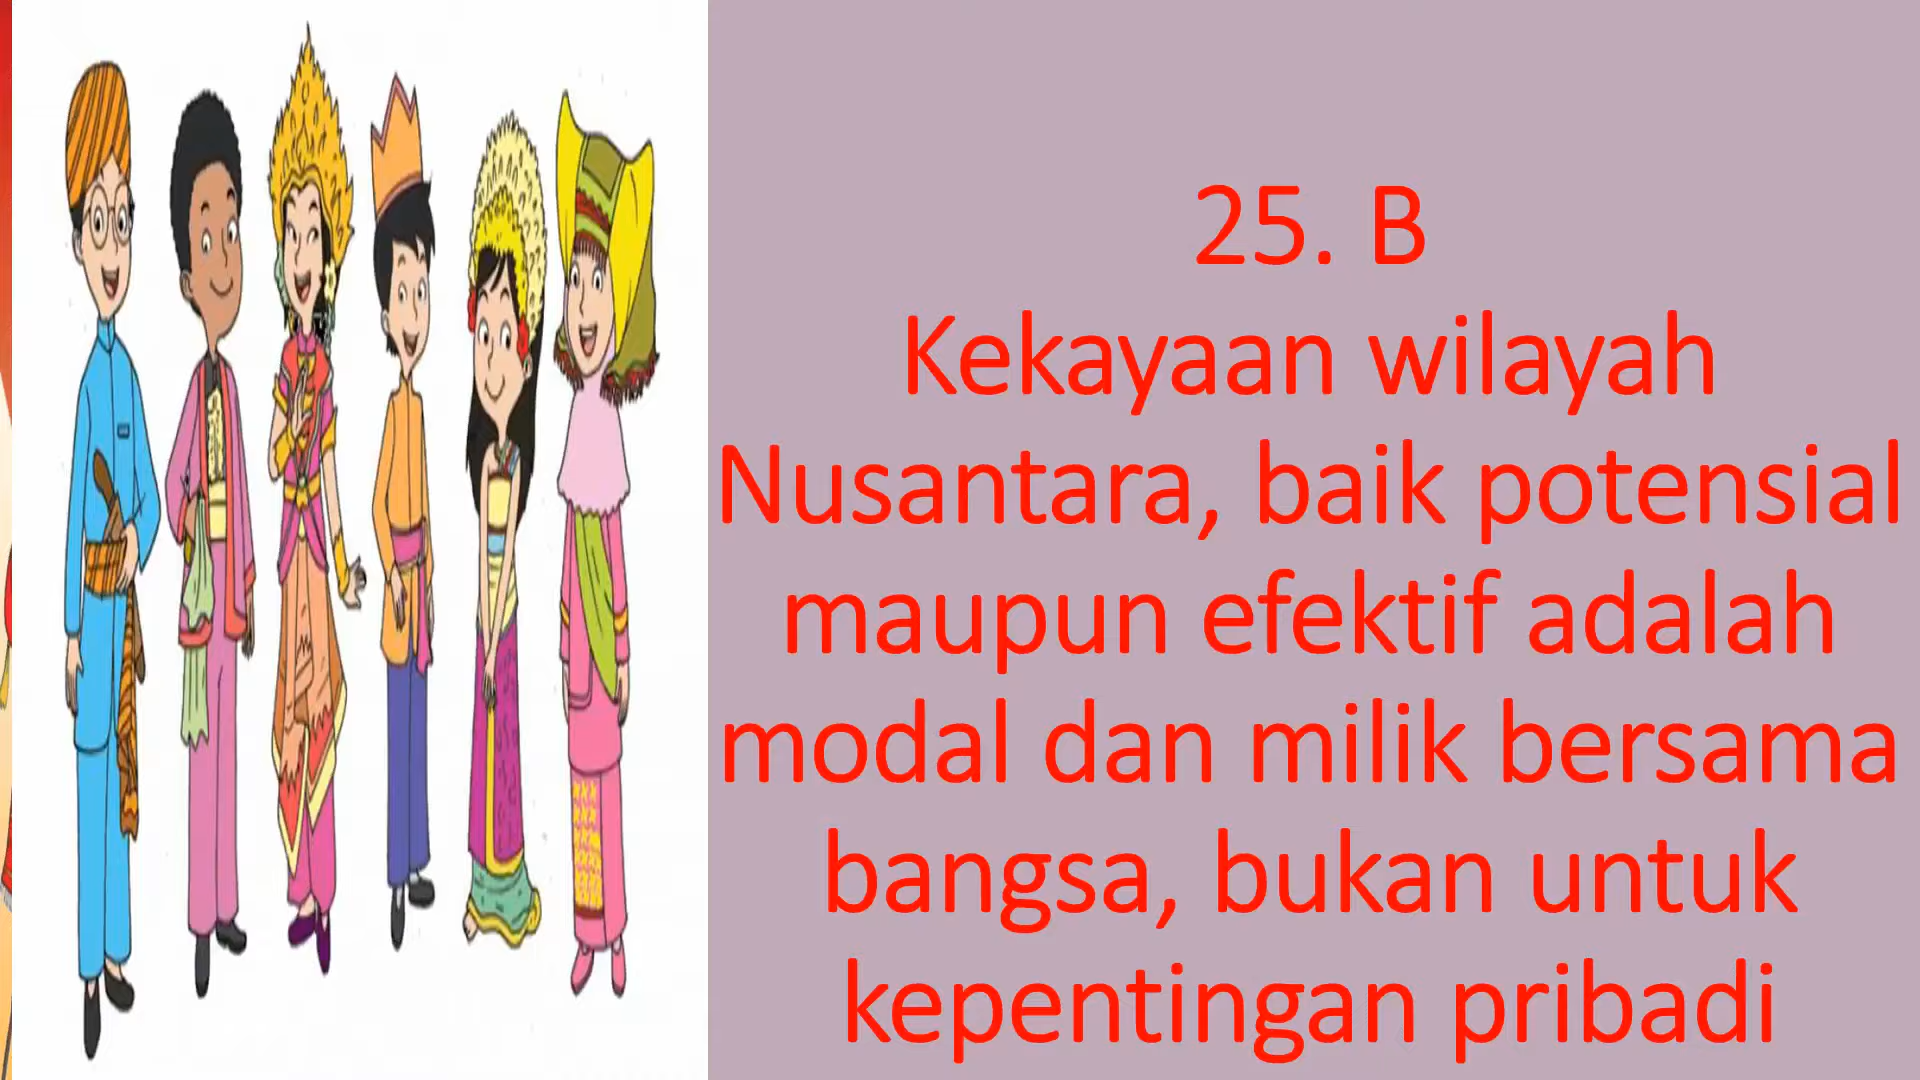 25. B
Kekayaan wilayah
Nusantara, baik potensial
maupun efektif adalah
modal dan milik bersama
bangsa, bukan untuk
kepentingan pribadi